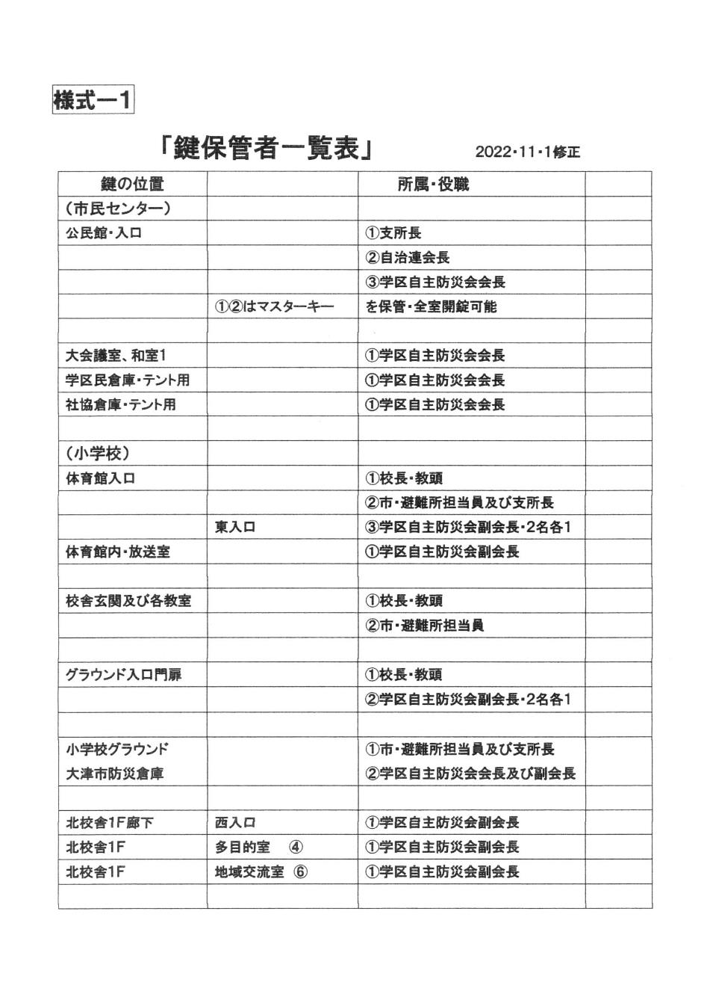 様式ー1
「鍵保管者一覧表」 2022・11・1修正
鍵の位置 所属・役職
（市民センター）
公民館・入口 ①支所長
②自治連会長
③学区自主防災会会長
①②はマスターキー を保管・全室開錠可能
大会議室、和室1 ①学区自主防災会会長
学区民倉庫・テント用 ①学区自主防災会会長
社協倉庫・テント用 ①学区自主防災会会長
（小学校）
体育館入口 ①校長・教頭
②市・避難所担当員及び支所長
東入口 ③学区自主防災会副会長・2名各1
体育館内・放送室 ①学区自主防災会副会長
校舎玄関及び各教室 ①校長・教頭
②市・避難所担当員
グラウンド入口門扉 ①校長・教頭
②学区自主防災会副会長・2名各1
小学校グラウンド ①市・避難所担当員及び支所長
大津市防災倉庫 ②学区自主防災会会長及び副会長
北校舎1F廊下 西入口 ①学区自主防災会副会長
北校舎1F 多目的室 ④ ①学区自主防災会副会長
北校舎1F 地域交流室 ⑥ ①学区自主防災会副会長